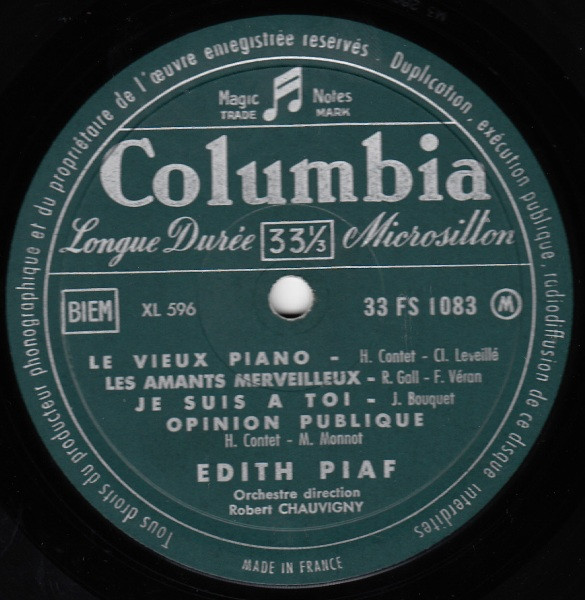 Tous droits du producteur phonographique et du propriétaire de l'œuvre enregistrée reservés. Duplication, exécution publique, radiodiffusion de ce disque interdites
Magic Notes
TRADE MARK
Columbia
Longue Durée 33⅓ Microsillon
BIEM XL 596 33 FS 1083 M
LE VIEUX PIANO - H. Contet - Cl. Leveillé
LES AMANTS MERVEILLEUX - R. Gall - F. Véran
JE SUIS A TOI - J. Bouquet
OPINION PUBLIQUE
H. Contet - M. Monnot
EDITH PIAF
Orchestre direction
Robert CHAUVIGNY
MADE IN FRANCE